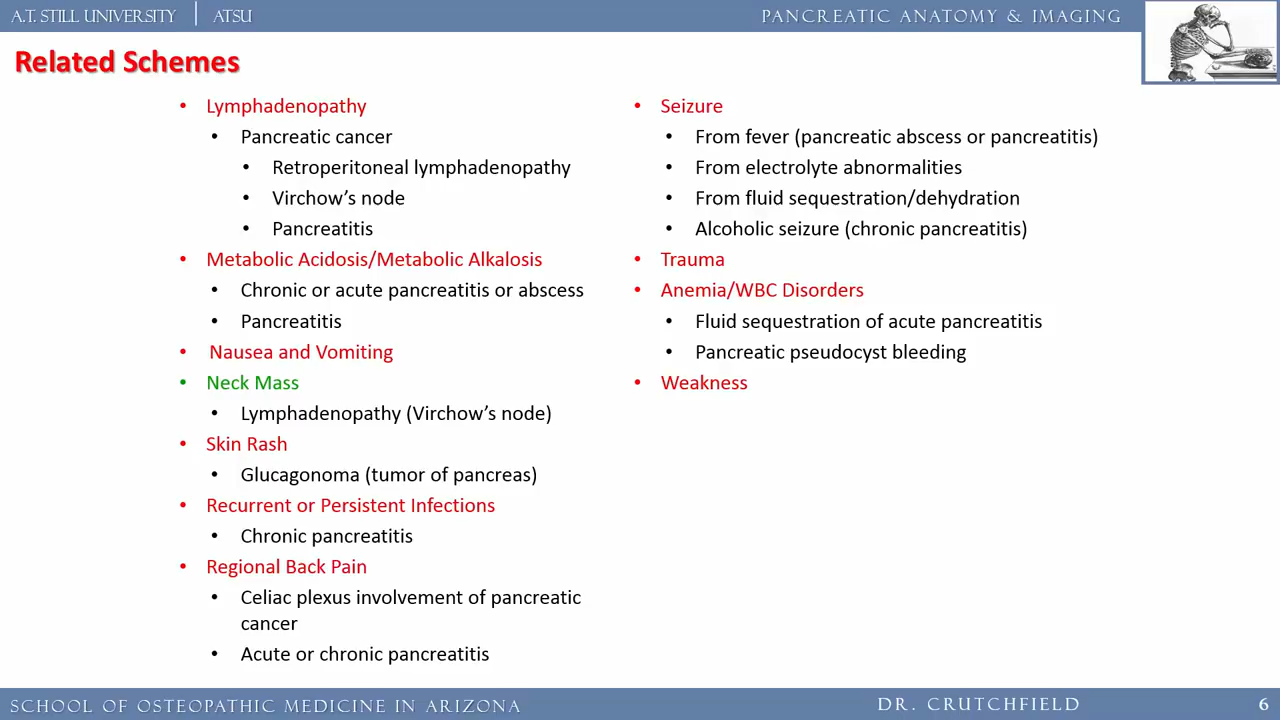 A.T. STILL UNIVERSITY | ATSU
PANCREATIC ANATOMY & IMAGING
Related Schemes
• Lymphadenopathy
• Pancreatic cancer
• Retroperitoneal lymphadenopathy
• Virchow’s node
• Pancreatitis
• Metabolic Acidosis/Metabolic Alkalosis
• Chronic or acute pancreatitis or abscess
• Pancreatitis
• Nausea and Vomiting
• Neck Mass
• Lymphadenopathy (Virchow’s node)
• Skin Rash
• Glucagonoma (tumor of pancreas)
• Recurrent or Persistent Infections
• Chronic pancreatitis
• Regional Back Pain
• Celiac plexus involvement of pancreatic
cancer
• Acute or chronic pancreatitis
• Seizure
• From fever (pancreatic abscess or pancreatitis)
• From electrolyte abnormalities
• From fluid sequestration/dehydration
• Alcoholic seizure (chronic pancreatitis)
• Trauma
• Anemia/WBC Disorders
• Fluid sequestration of acute pancreatitis
• Pancreatic pseudocyst bleeding
• Weakness
SCHOOL OF OSTEOPATHIC MEDICINE IN ARIZONA
DR. CRUTCHFIELD
6